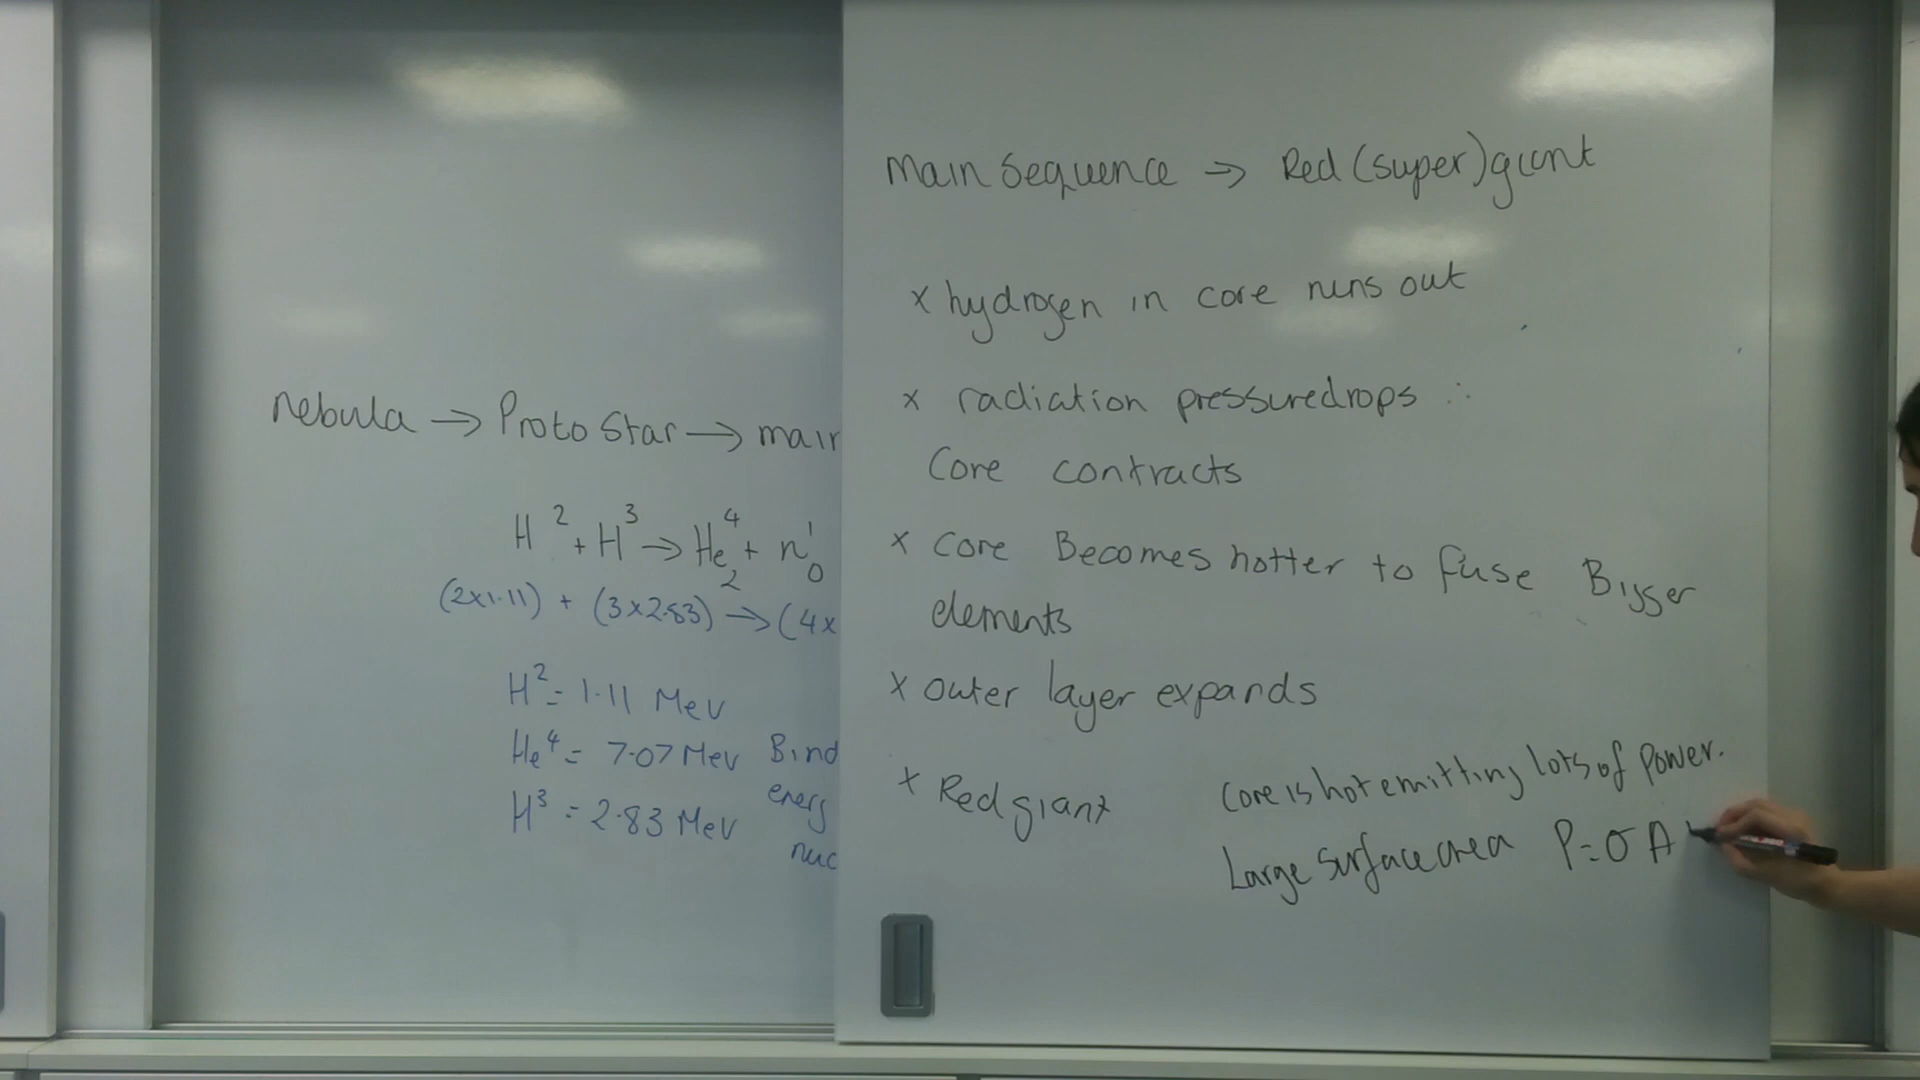 nebula → Proto Star → main
H² + H³ → He⁴₂ + n¹₀
(2x1.11) + (3x2.83) → (4x
H² = 1.11 MeV
He⁴ = 7.07 MeV Bind
energ
H³ = 2.83 MeV
nuc
Main Sequence → Red (super) giant
x hydrogen in core runs out
x radiation pressure drops ∴
Core contracts
x core Becomes hotter to fuse Bigger
elements
x outer layer expands
x Red giant
Core is hot emitting lots of power.
Large surface area P = σ A